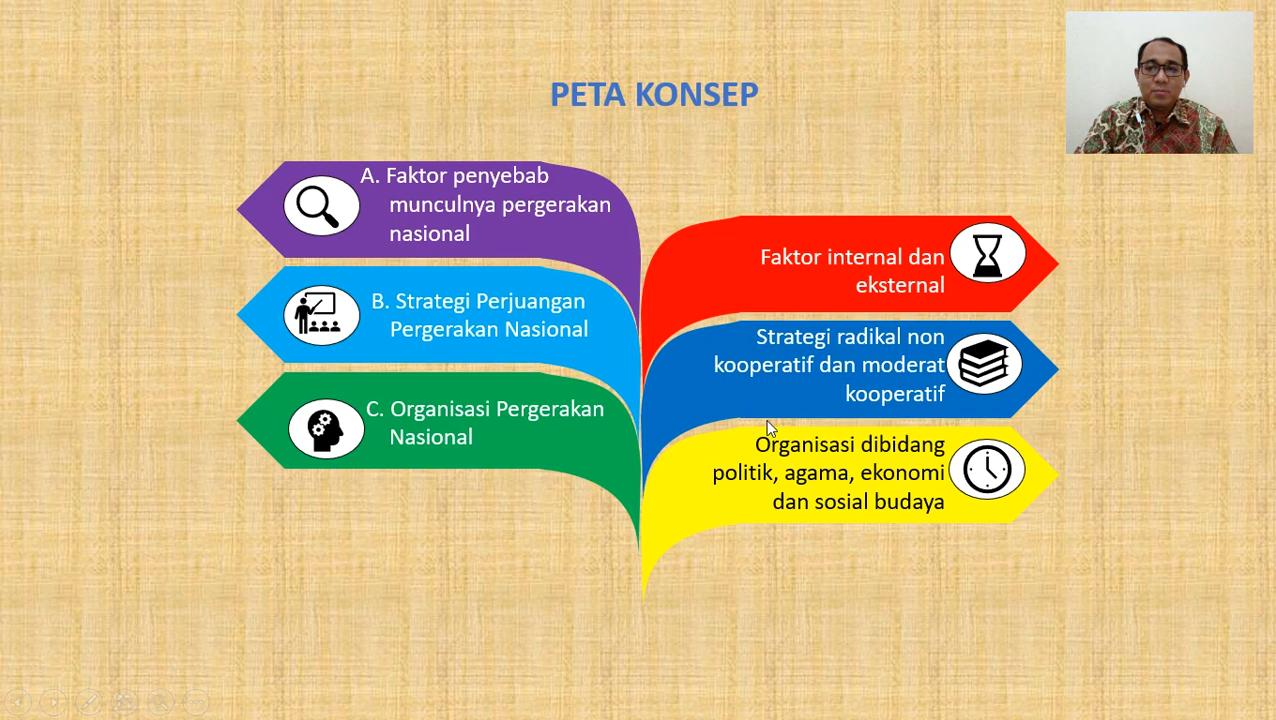 PETA KONSEP
A. Faktor penyebab
munculnya pergerakan
nasional
Faktor internal dan
eksternal
B. Strategi Perjuangan
Pergerakan Nasional
Strategi radikal non
kooperatif dan moderat
kooperatif
C. Organisasi Pergerakan
Nasional
Organisasi dibidang
politik, agama, ekonomi
dan sosial budaya